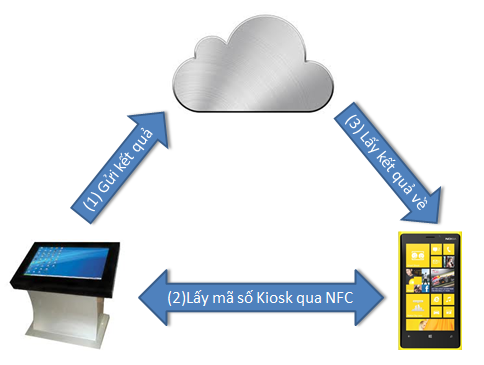 (1) Gửi kết quả
(3) Lấy kết quả về
(2)Lấy mã số Kiosk qua NFC